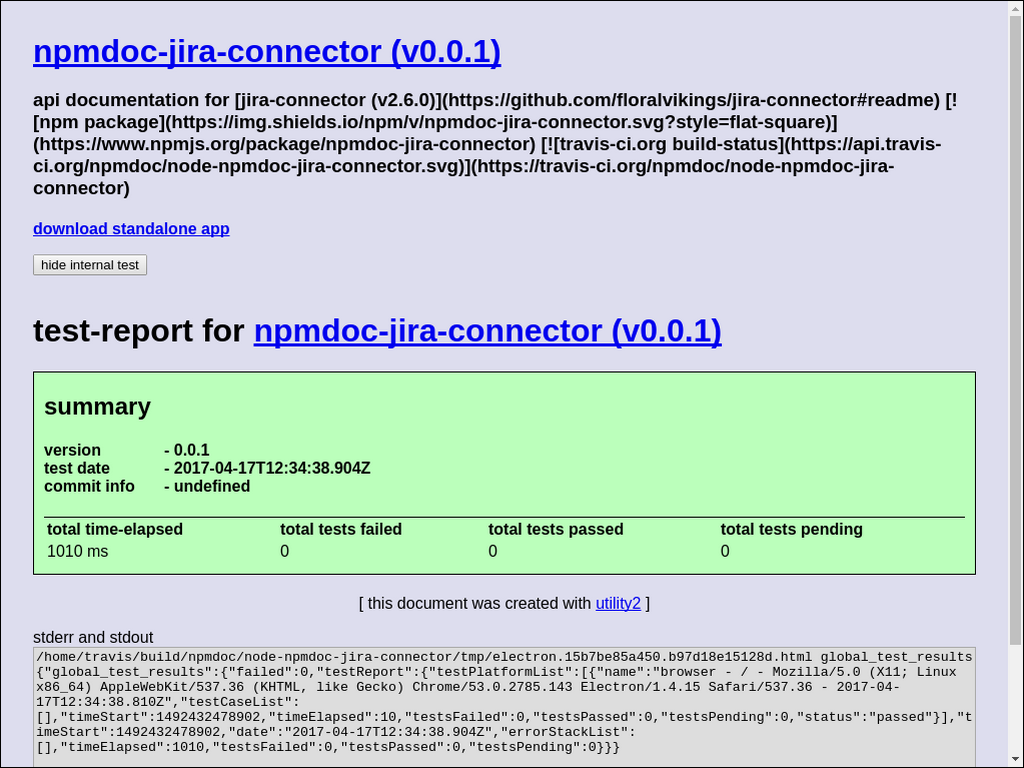 npmdoc-jira-connector (v0.0.1)
api documentation for [jira-connector (v2.6.0)](https://github.com/floralvikings/jira-connector#readme) [!
[npm package](https://img.shields.io/npm/v/npmdoc-jira-connector.svg?style=flat-square)]
(https://www.npmjs.org/package/npmdoc-jira-connector) [![travis-ci.org build-status](https://api.travis-
ci.org/npmdoc/node-npmdoc-jira-connector.svg)](https://travis-ci.org/npmdoc/node-npmdoc-jira-
connector)
download standalone app
hide internal test
test-report for npmdoc-jira-connector (v0.0.1)
summary
version - 0.0.1
test date - 2017-04-17T12:34:38.904Z
commit info - undefined
total time-elapsed total tests failed total tests passed total tests pending
1010 ms 0 0 0
[ this document was created with utility2 ]
stderr and stdout
/home/travis/build/npmdoc/node-npmdoc-jira-connector/tmp/electron.15b7be85a450.b97d18e15128d.html global_test_results
{"global_test_results":{"failed":0,"testReport":{"testPlatformList":[{"name":"browser - / - Mozilla/5.0 (X11; Linux
x86_64) AppleWebKit/537.36 (KHTML, like Gecko) Chrome/53.0.2785.143 Electron/1.4.15 Safari/537.36 - 2017-04-
17T12:34:38.810Z","testCaseList":
[],"timeStart":1492432478902,"timeElapsed":10,"testsFailed":0,"testsPassed":0,"testsPending":0,"status":"passed"}],"t
imeStart":1492432478902,"date":"2017-04-17T12:34:38.904Z","errorStackList":
[],"timeElapsed":1010,"testsFailed":0,"testsPassed":0,"testsPending":0}}}